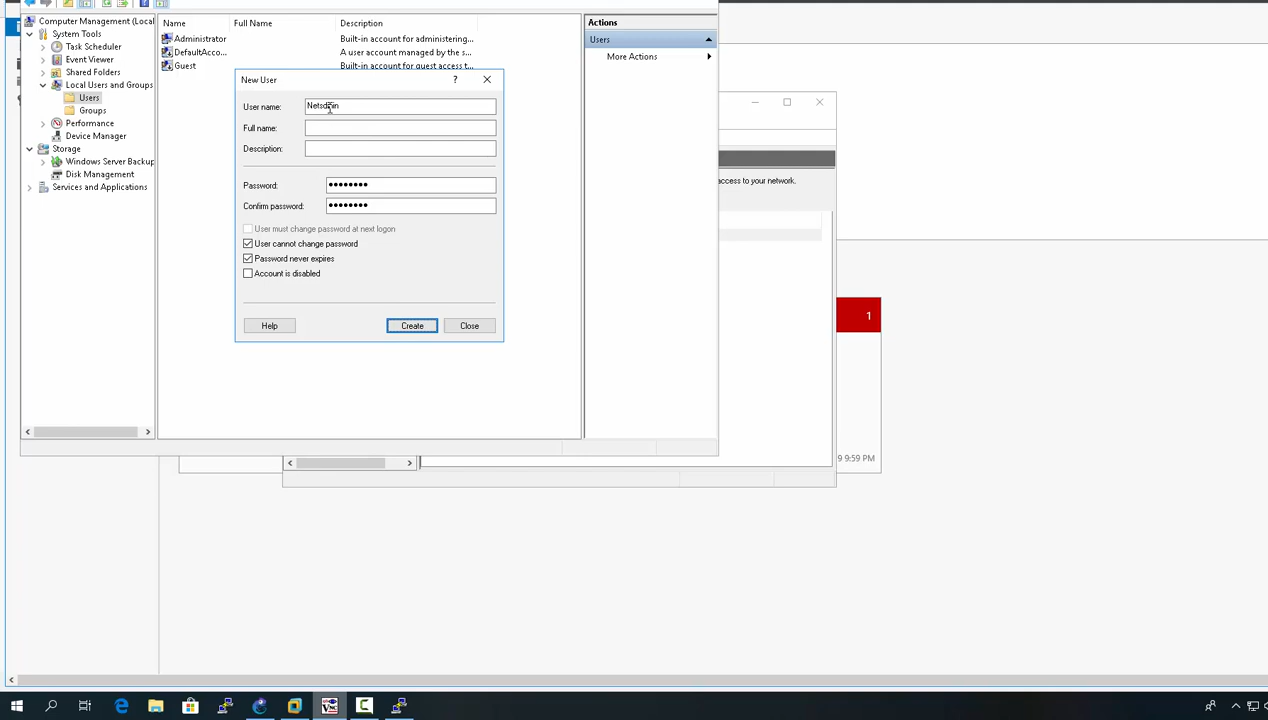 Computer Management (Local
System Tools
Task Scheduler
Event Viewer
Shared Folders
Local Users and Groups
Users
Groups
Performance
Device Manager
Storage
Windows Server Backup
Disk Management
Services and Applications
Name Full Name Description
Administrator Built-in account for administering...
DefaultAcco... A user account managed by the s...
Guest Built-in account for guest access t...
Actions
Users
More Actions
New User
?
User name:
Full name:
Description:
Password: ●●●●●●●●
Confirm password: ●●●●●●●●
User must change password at next logon
User cannot change password
Password never expires
Account is disabled
Help Create Close
access to your network.
1
9 9:59 PM